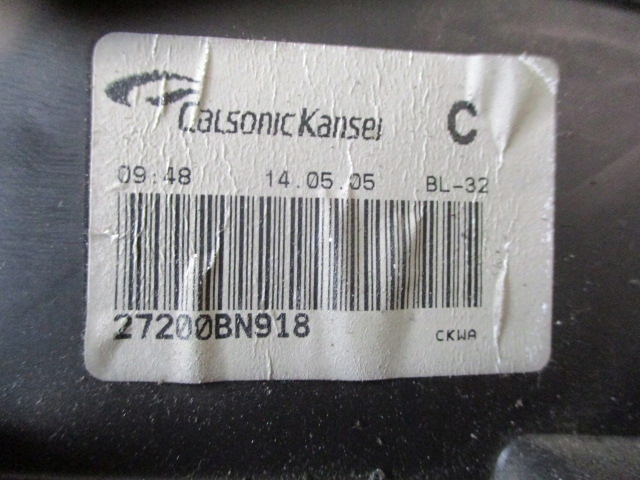 CalsonicKansei C
09:48 14.05.05 BL-32
27200BN918 CKWA